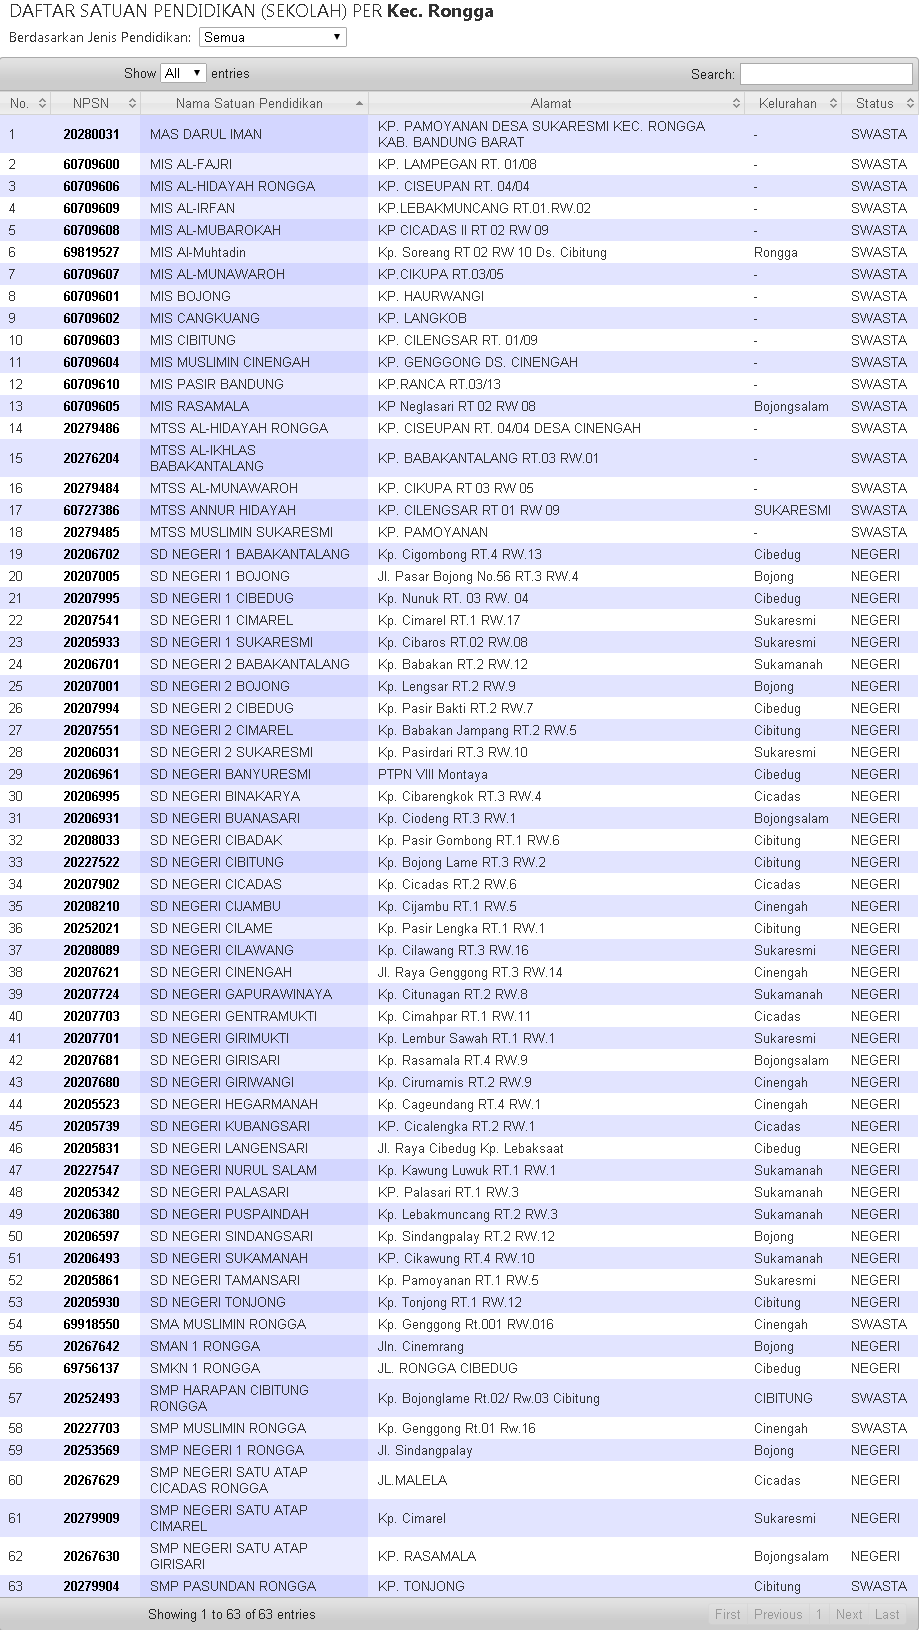 DAFTAR SATUAN PENDIDIKAN (SEKOLAH) PER Kec. Rongga
Berdasarkan Jenis Pendidikan: Semua
Show All entries Search:
No. NPSN Nama Satuan Pendidikan Alamat Kelurahan Status
1 20280031 MAS DARUL IMAN KP. PAMOYANAN DESA SUKARESMI KEC. RONGGA KAB. BANDUNG BARAT - SWASTA
2 60709600 MIS AL-FAJRI KP. LAMPEGAN RT. 01/08 - SWASTA
3 60709606 MIS AL-HIDAYAH RONGGA KP. CISEUPAN RT. 04/04 - SWASTA
4 60709609 MIS AL-IRFAN KP.LEBAKMUNCANG RT.01.RW.02 - SWASTA
5 60709608 MIS AL-MUBAROKAH KP CICADAS II RT 02 RW 09 - SWASTA
6 69819527 MIS Al-Muhtadin Kp. Soreang RT 02 RW 10 Ds. Cibitung Rongga SWASTA
7 60709607 MIS AL-MUNAWAROH KP.CIKUPA RT.03/05 - SWASTA
8 60709601 MIS BOJONG KP. HAURWANGI - SWASTA
9 60709602 MIS CANGKUANG KP. LANGKOB - SWASTA
10 60709603 MIS CIBITUNG KP. CILENGSAR RT. 01/09 - SWASTA
11 60709604 MIS MUSLIMIN CINENGAH KP. GENGGONG DS. CINENGAH - SWASTA
12 60709610 MIS PASIR BANDUNG KP.RANCA RT.03/13 - SWASTA
13 60709605 MIS RASAMALA KP Neglasari RT 02 RW 08 Bojongsalam SWASTA
14 20279486 MTSS AL-HIDAYAH RONGGA KP. CISEUPAN RT. 04/04 DESA CINENGAH - SWASTA
15 20276204 MTSS AL-IKHLAS BABAKANTALANG KP. BABAKANTALANG RT.03 RW.01 - SWASTA
16 20279484 MTSS AL-MUNAWAROH KP. CIKUPA RT 03 RW 05 - SWASTA
17 60727386 MTSS ANNUR HIDAYAH KP. CILENGSAR RT 01 RW 09 SUKARESMI SWASTA
18 20279485 MTSS MUSLIMIN SUKARESMI KP. PAMOYANAN - SWASTA
19 20206702 SD NEGERI 1 BABAKANTALANG Kp. Cigombong RT.4 RW.13 Cibedug NEGERI
20 20207005 SD NEGERI 1 BOJONG Jl. Pasar Bojong No.56 RT.3 RW.4 Bojong NEGERI
21 20207995 SD NEGERI 1 CIBEDUG Kp. Nunuk RT. 03 RW. 04 Cibedug NEGERI
22 20207541 SD NEGERI 1 CIMAREL Kp. Cimarel RT.1 RW.17 Sukaresmi NEGERI
23 20205933 SD NEGERI 1 SUKARESMI Kp. Cibaros RT.02 RW.08 Sukaresmi NEGERI
24 20206701 SD NEGERI 2 BABAKANTALANG Kp. Babakan RT.2 RW.12 Sukamanah NEGERI
25 20207001 SD NEGERI 2 BOJONG Kp. Lengsar RT.2 RW.9 Bojong NEGERI
26 20207994 SD NEGERI 2 CIBEDUG Kp. Pasir Bakti RT.2 RW.7 Cibedug NEGERI
27 20207551 SD NEGERI 2 CIMAREL Kp. Babakan Jampang RT.2 RW.5 Cibitung NEGERI
28 20206031 SD NEGERI 2 SUKARESMI Kp. Pasirdari RT.3 RW.10 Sukaresmi NEGERI
29 20206961 SD NEGERI BANYURESMI PTPN VIII Montaya Cibedug NEGERI
30 20206995 SD NEGERI BINAKARYA Kp. Cibarengkok RT.3 RW.4 Cicadas NEGERI
31 20206931 SD NEGERI BUANASARI Kp. Ciodeng RT.3 RW.1 Bojongsalam NEGERI
32 20208033 SD NEGERI CIBADAK Kp. Pasir Gombong RT.1 RW.6 Cibitung NEGERI
33 20227522 SD NEGERI CIBITUNG Kp. Bojong Lame RT.3 RW.2 Cibitung NEGERI
34 20207902 SD NEGERI CICADAS Kp. Cicadas RT.2 RW.6 Cicadas NEGERI
35 20208210 SD NEGERI CIJAMBU Kp. Cijambu RT.1 RW.5 Cinengah NEGERI
36 20252021 SD NEGERI CILAME Kp. Pasir Lengka RT.1 RW.1 Cibitung NEGERI
37 20208089 SD NEGERI CILAWANG Kp. Cilawang RT.3 RW.16 Sukaresmi NEGERI
38 20207621 SD NEGERI CINENGAH Jl. Raya Genggong RT.3 RW.14 Cinengah NEGERI
39 20207724 SD NEGERI GAPURAWINAYA Kp. Citunagan RT.2 RW.8 Sukamanah NEGERI
40 20207703 SD NEGERI GENTRAMUKTI Kp. Cimahpar RT.1 RW.11 Cicadas NEGERI
41 20207701 SD NEGERI GIRIMUKTI Kp. Lembur Sawah RT.1 RW.1 Sukaresmi NEGERI
42 20207681 SD NEGERI GIRISARI Kp. Rasamala RT.4 RW.9 Bojongsalam NEGERI
43 20207680 SD NEGERI GIRIWANGI Kp. Cirumamis RT.2 RW.9 Cinengah NEGERI
44 20205523 SD NEGERI HEGARMANAH Kp. Cageundang RT.4 RW.1 Cinengah NEGERI
45 20205739 SD NEGERI KUBANGSARI KP. Cicalengka RT.2 RW.1 Cicadas NEGERI
46 20205831 SD NEGERI LANGENSARI Jl. Raya Cibedug Kp. Lebaksaat Cibedug NEGERI
47 20227547 SD NEGERI NURUL SALAM Kp. Kawung Luwuk RT.1 RW.1 Sukamanah NEGERI
48 20205342 SD NEGERI PALASARI KP. Palasari RT.1 RW.3 Sukamanah NEGERI
49 20206380 SD NEGERI PUSPAINDAH Kp. Lebakmuncang RT.2 RW.3 Sukamanah NEGERI
50 20206597 SD NEGERI SINDANGSARI Kp. Sindangpalay RT.2 RW.12 Bojong NEGERI
51 20206493 SD NEGERI SUKAMANAH KP. Cikawung RT.4 RW.10 Sukamanah NEGERI
52 20205861 SD NEGERI TAMANSARI Kp. Pamoyanan RT.1 RW.5 Sukaresmi NEGERI
53 20205930 SD NEGERI TONJONG Kp. Tonjong RT.1 RW.12 Cibitung NEGERI
54 69918550 SMA MUSLIMIN RONGGA Kp. Genggong Rt.001 RW.016 Cinengah SWASTA
55 20267642 SMAN 1 RONGGA Jln. Cinemrang Bojong NEGERI
56 69756137 SMKN 1 RONGGA JL. RONGGA CIBEDUG Cibedug NEGERI
57 20252493 SMP HARAPAN CIBITUNG RONGGA Kp. Bojonglame Rt.02/ Rw.03 Cibitung CIBITUNG SWASTA
58 20227703 SMP MUSLIMIN RONGGA Kp. Genggong Rt.01 Rw.16 Cinengah SWASTA
59 20253569 SMP NEGERI 1 RONGGA Jl. Sindangpalay Bojong NEGERI
60 20267629 SMP NEGERI SATU ATAP CICADAS RONGGA JL.MALELA Cicadas NEGERI
61 20279909 SMP NEGERI SATU ATAP CIMAREL Kp. Cimarel Sukaresmi NEGERI
62 20267630 SMP NEGERI SATU ATAP GIRISARI KP. RASAMALA Bojongsalam NEGERI
63 20279904 SMP PASUNDAN RONGGA KP. TONJONG Cibitung SWASTA
Showing 1 to 63 of 63 entries First Previous 1 Next Last